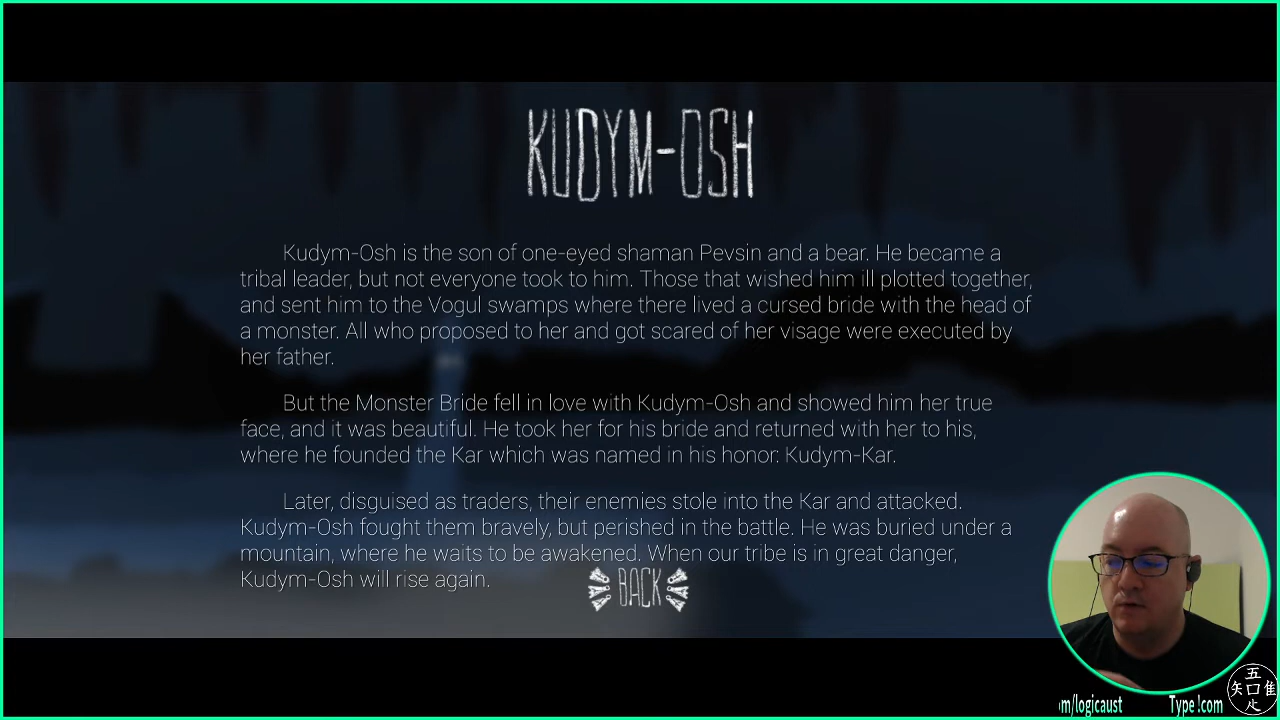 KUDYM-OSH
Kudym-Osh is the son of one-eyed shaman Pevsin and a bear. He became a
tribal leader, but not everyone took to him. Those that wished him ill plotted together,
and sent him to the Vogul swamps where there lived a cursed bride with the head of
a monster. All who proposed to her and got scared of her visage were executed by
her father.
But the Monster Bride fell in love with Kudym-Osh and showed him her true
face, and it was beautiful. He took her for his bride and returned with her to his,
where he founded the Kar which was named in his honor: Kudym-Kar.
Later, disguised as traders, their enemies stole into the Kar and attacked.
Kudym-Osh fought them bravely, but perished in the battle. He was buried under a
mountain, where he waits to be awakened. When our tribe is in great danger,
Kudym-Osh will rise again.
BACK
m/logicaust Type !com
五
矢口隹